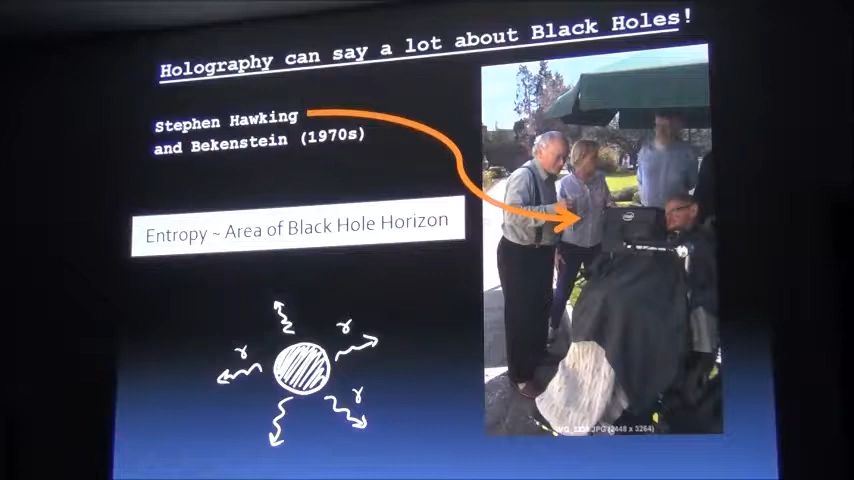 Holography can say a lot about Black Holes!
Stephen Hawking
and Bekenstein (1970s)
Entropy ~ Area of Black Hole Horizon
γ
γ
γ
(intel)
(2448 x 3264)